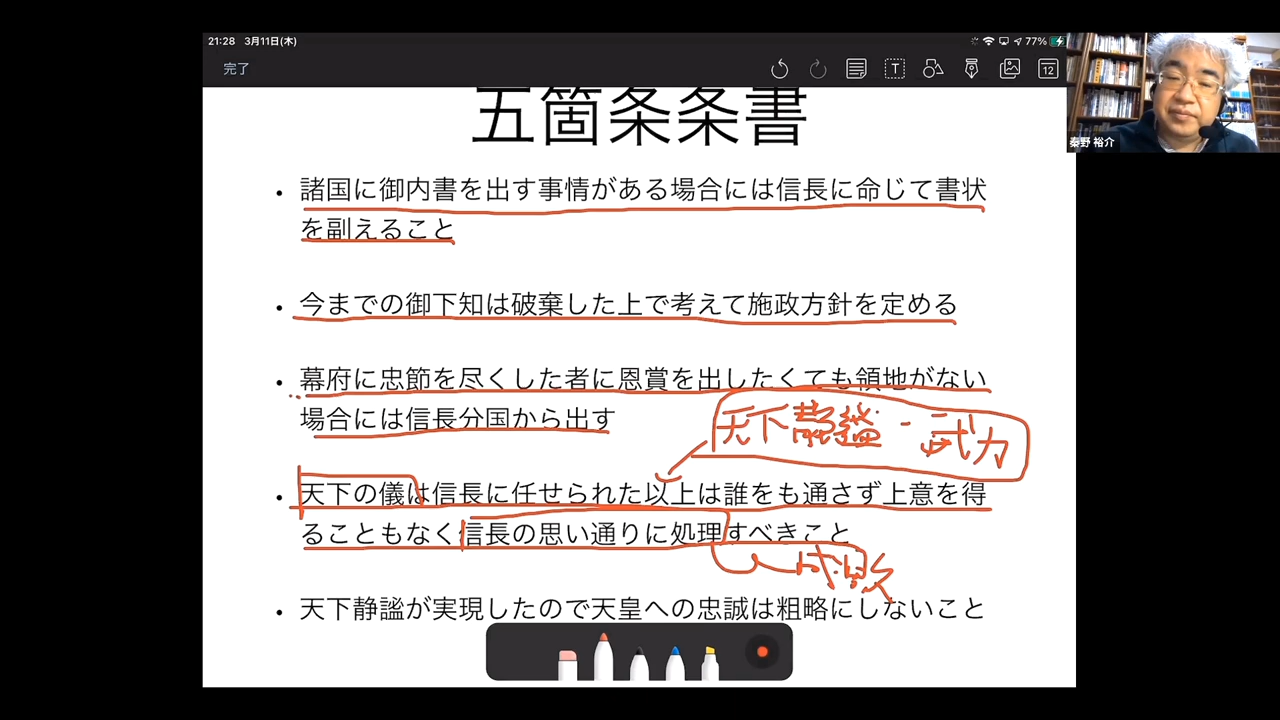 21:28 3月11日(木)
77%
完了
12
五箇条条書
秦野 裕介
・諸国に御内書を出す事情がある場合には信長に命じて書状
を副えること
・今までの御下知は破棄した上で考えて施政方針を定める
・幕府に忠節を尽くした者に恩賞を出したくても領地がない
場合には信長分国から出す
天下静謐・武力
・天下の儀は信長に任せられた以上は誰をも通さず上意を得
ることもなく信長の思い通りに処理すべきこと
成敗
・天下静謐が実現したので天皇への忠誠は粗略にしないこと